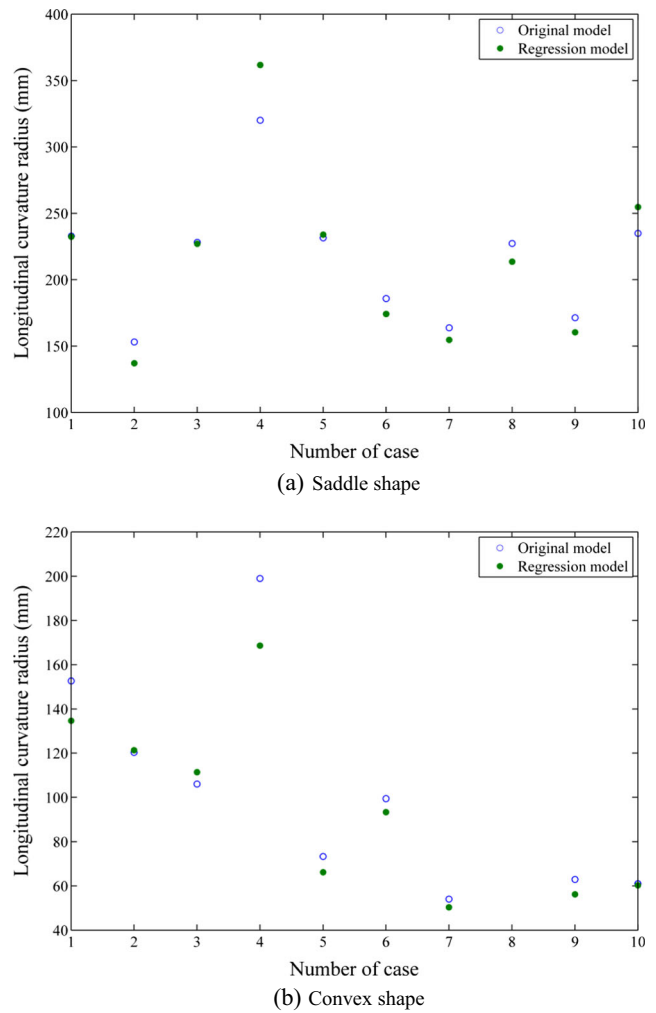 400
350
300
250
200
150
100
Longitudinal curvature radius (mm)
Original model
Regression model
1 2 3 4 5 6 7 8 9 10
Number of case
(a) Saddle shape
220
200
180
160
140
120
100
80
60
40
Longitudinal curvature radius (mm)
Original model
Regression model
1 2 3 4 5 6 7 8 9 10
Number of case
(b) Convex shape